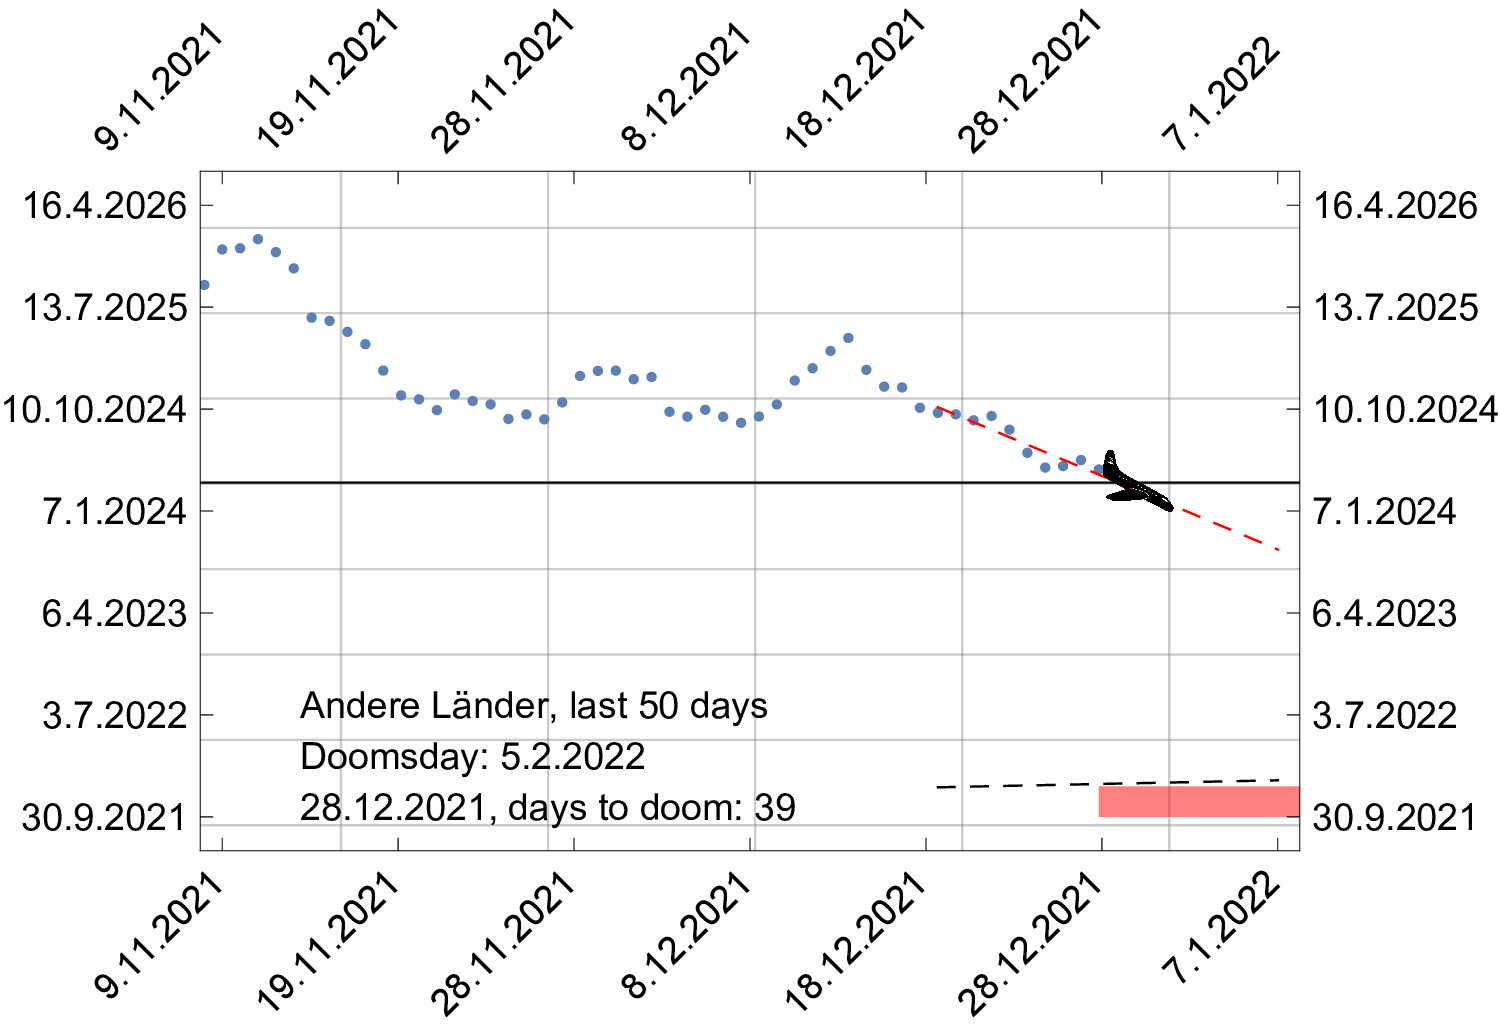 9.11.2021 19.11.2021 28.11.2021 8.12.2021 18.12.2021 28.12.2021 7.1.2022
16.4.2026 16.4.2026
13.7.2025 13.7.2025
10.10.2024 10.10.2024
7.1.2024 7.1.2024
6.4.2023 6.4.2023
3.7.2022 3.7.2022
30.9.2021 30.9.2021
Andere Länder, last 50 days
Doomsday: 5.2.2022
28.12.2021, days to doom: 39
9.11.2021 19.11.2021 28.11.2021 8.12.2021 18.12.2021 28.12.2021 7.1.2022